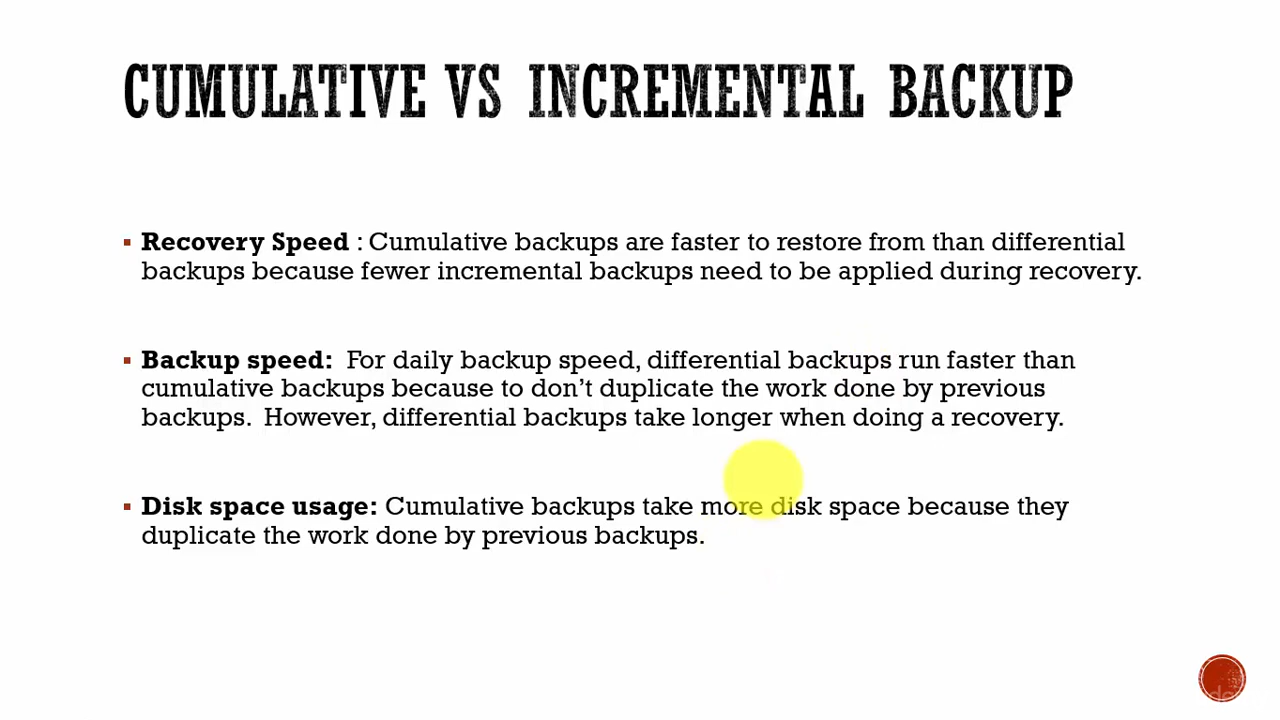 CUMULATIVE VS INCREMENTAL BACKUP
Recovery Speed : Cumulative backups are faster to restore from than differential
backups because fewer incremental backups need to be applied during recovery.
Backup speed: For daily backup speed, differential backups run faster than
cumulative backups because to don't duplicate the work done by previous
backups. However, differential backups take longer when doing a recovery.
Disk space usage: Cumulative backups take more disk space because they
duplicate the work done by previous backups.